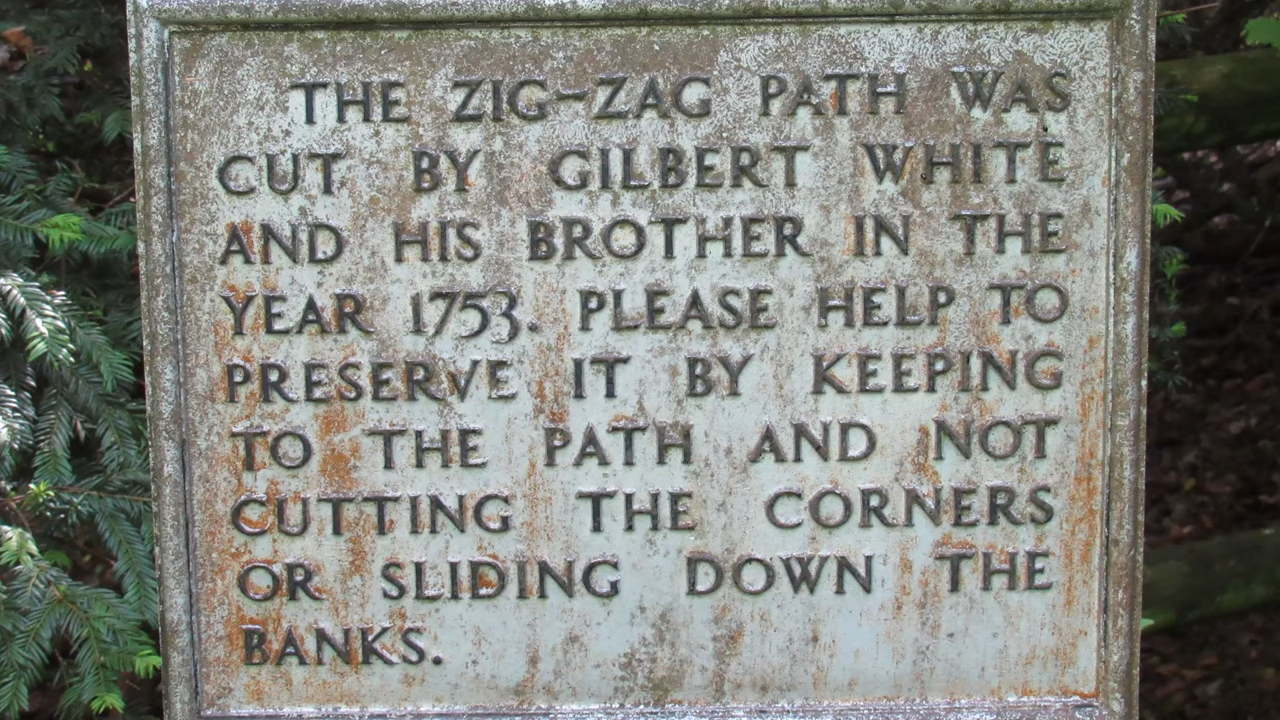 THE ZIG-ZAG PATH WAS
CUT BY GILBERT WHITE
AND HIS BROTHER IN THE
YEAR 1753. PLEASE HELP TO
PRESERVE IT BY KEEPING
TO THE PATH AND NOT
CUTTING THE CORNERS
OR SLIDING DOWN THE
BANKS.